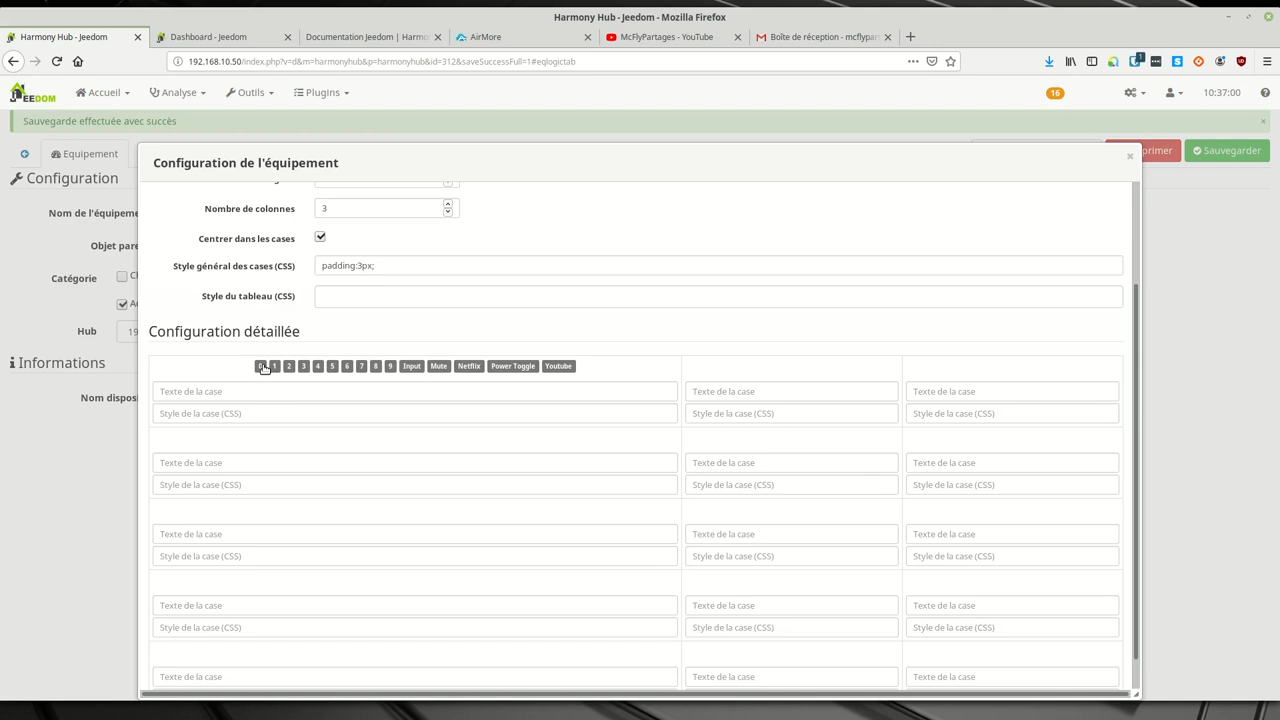 Harmony Hub - Jeedom - Mozilla Firefox
Harmony Hub - Jeedom
Dashboard - Jeedom
Documentation Jeedom | Harmo
AirMore
McFlyPartages - YouTube
Boîte de réception - mcflypar
192.168.10.50/index.php?v=d&m=harmonyhub&p=harmonyhub&id=312&saveSuccessFull=1#eqlogictab
1
EEDOM
Accueil
Analyse
Outils
Plugins
16
10:37:00
Sauvegarde effectuée avec succès
Equipement
primer
Sauvegarder
Configuration
Nom de l'équipeme
Objet pare
Catégorie
Hub
19
Informations
Nom dispos
Configuration de l'équipement
Nombre de colonnes
3
Centrer dans les cases
Style général des cases (CSS)
padding:3px;
Style du tableau (CSS)
Configuration détaillée
1 2 3 4 5 6 7 8 9 Input Mute Netflix Power Toggle Youtube
Texte de la case Texte de la case Texte de la case
Style de la case (CSS) Style de la case (CSS) Style de la case (CSS)
Texte de la case Texte de la case Texte de la case
Style de la case (CSS) Style de la case (CSS) Style de la case (CSS)
Texte de la case Texte de la case Texte de la case
Style de la case (CSS) Style de la case (CSS) Style de la case (CSS)
Texte de la case Texte de la case Texte de la case
Style de la case (CSS) Style de la case (CSS) Style de la case (CSS)
Texte de la case Texte de la case Texte de la case